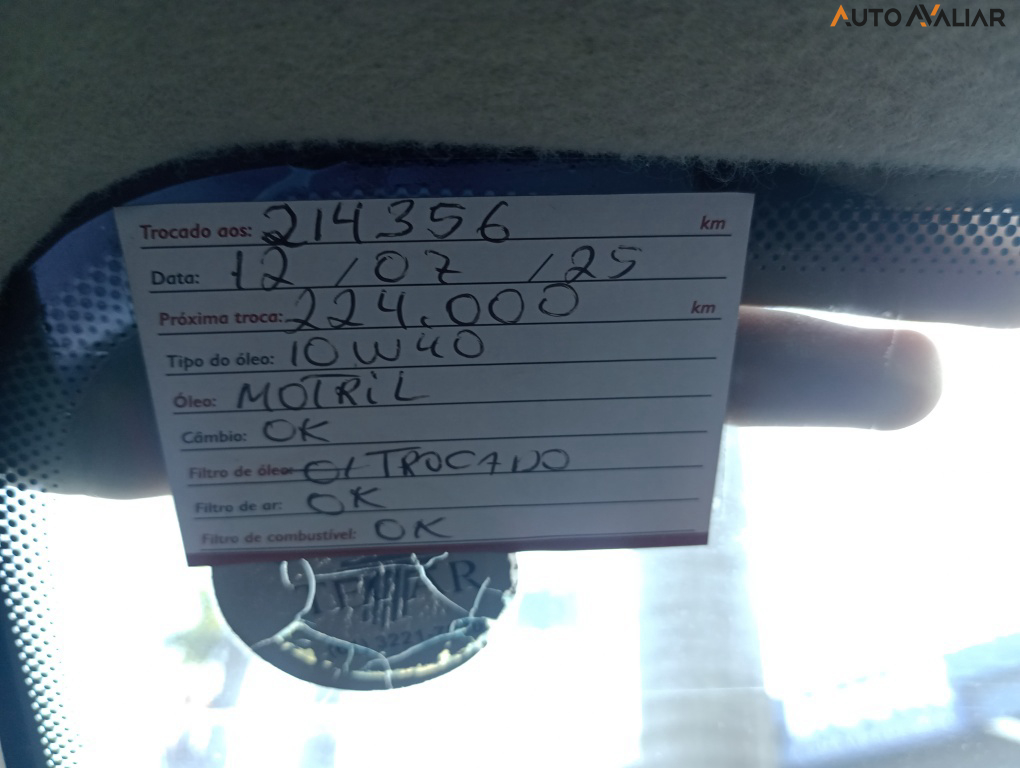 AUTO AVALIAR
Trocado aos: 214356 km
Data: 12 / 07 / 25
Próxima troca: 224.000 km
Tipo do óleo: 10W40
Óleo: MOTRIL
Câmbio: OK
Filtro de óleo: TROCADO
Filtro de ar: OK
Filtro de combustível: OK